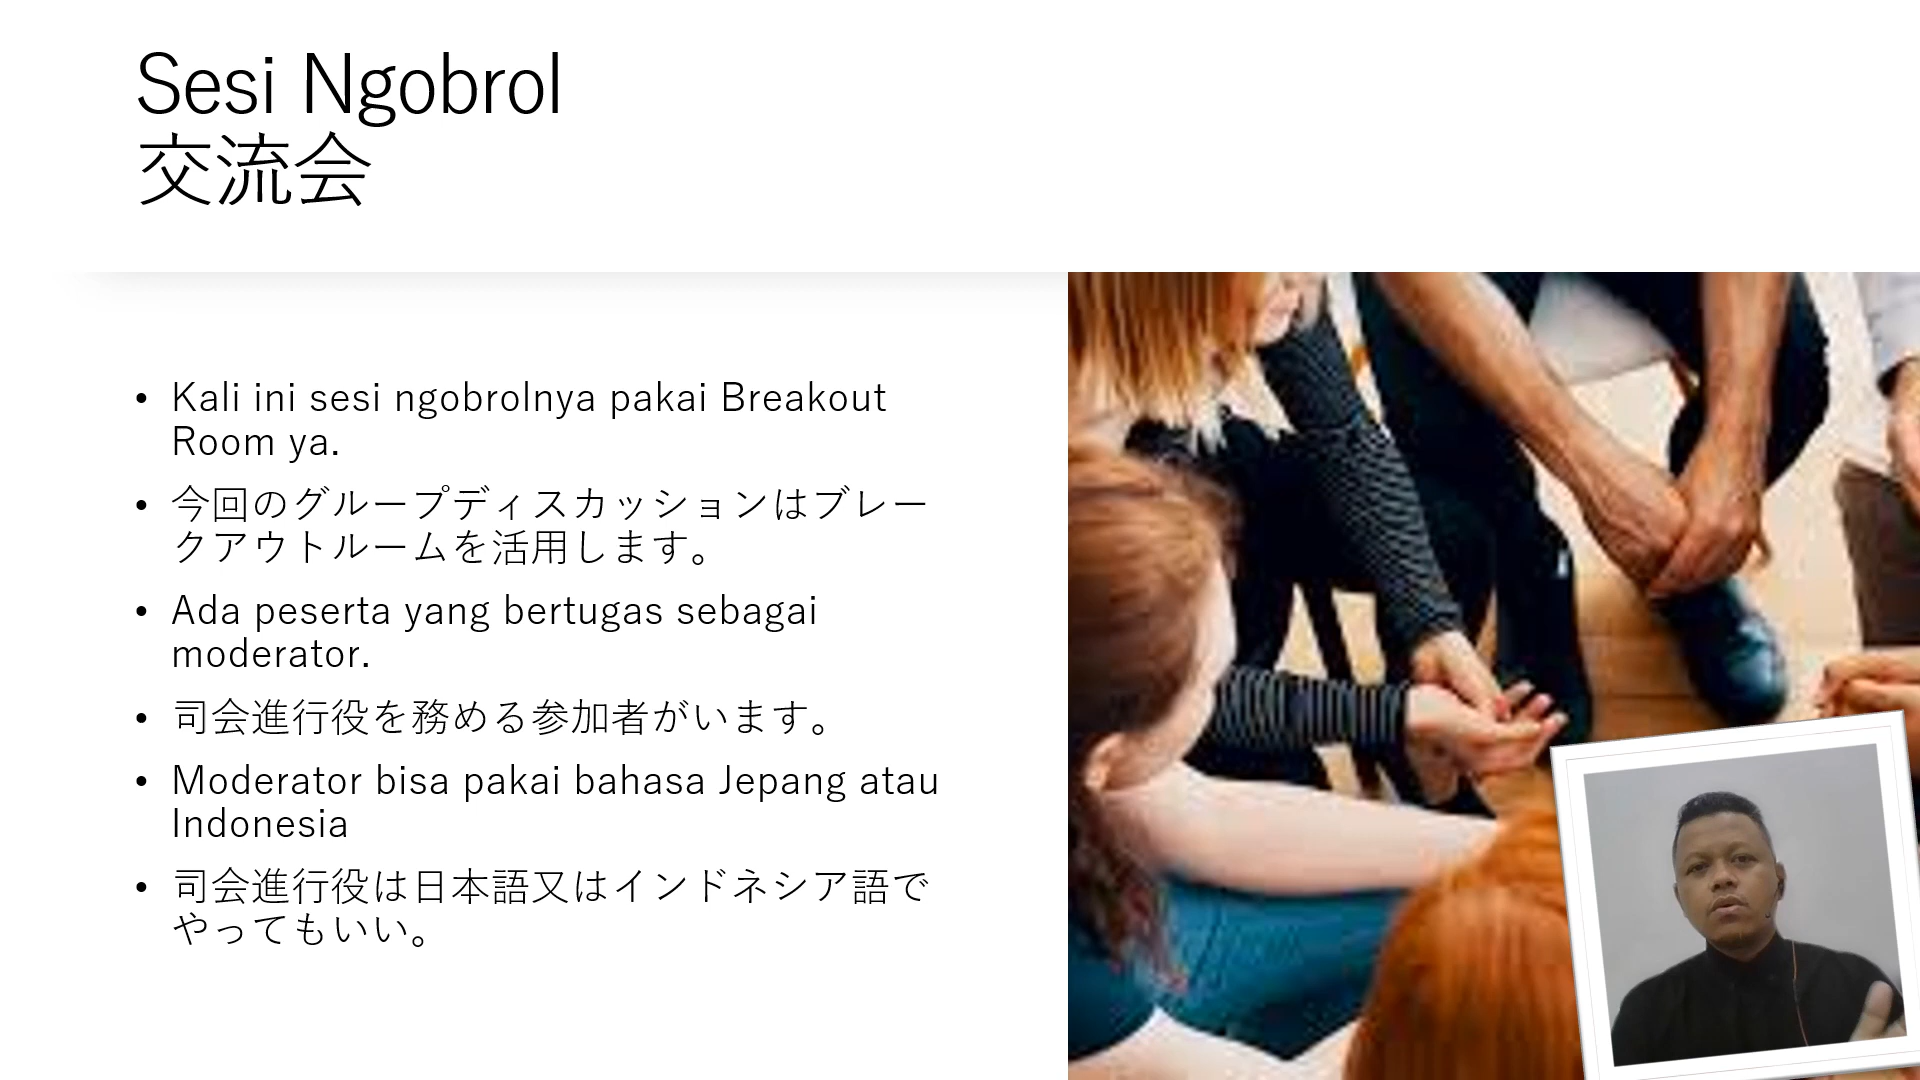 Sesi Ngobrol
交流会
• Kali ini sesi ngobrolnya pakai Breakout
Room ya.
• 今回のグループディスカッションはブレー
クアウトルームを活用します。
• Ada peserta yang bertugas sebagai
moderator.
• 司会進行役を務める参加者がいます。
• Moderator bisa pakai bahasa Jepang atau
Indonesia
• 司会進行役は日本語又はインドネシア語で
やってもいい。